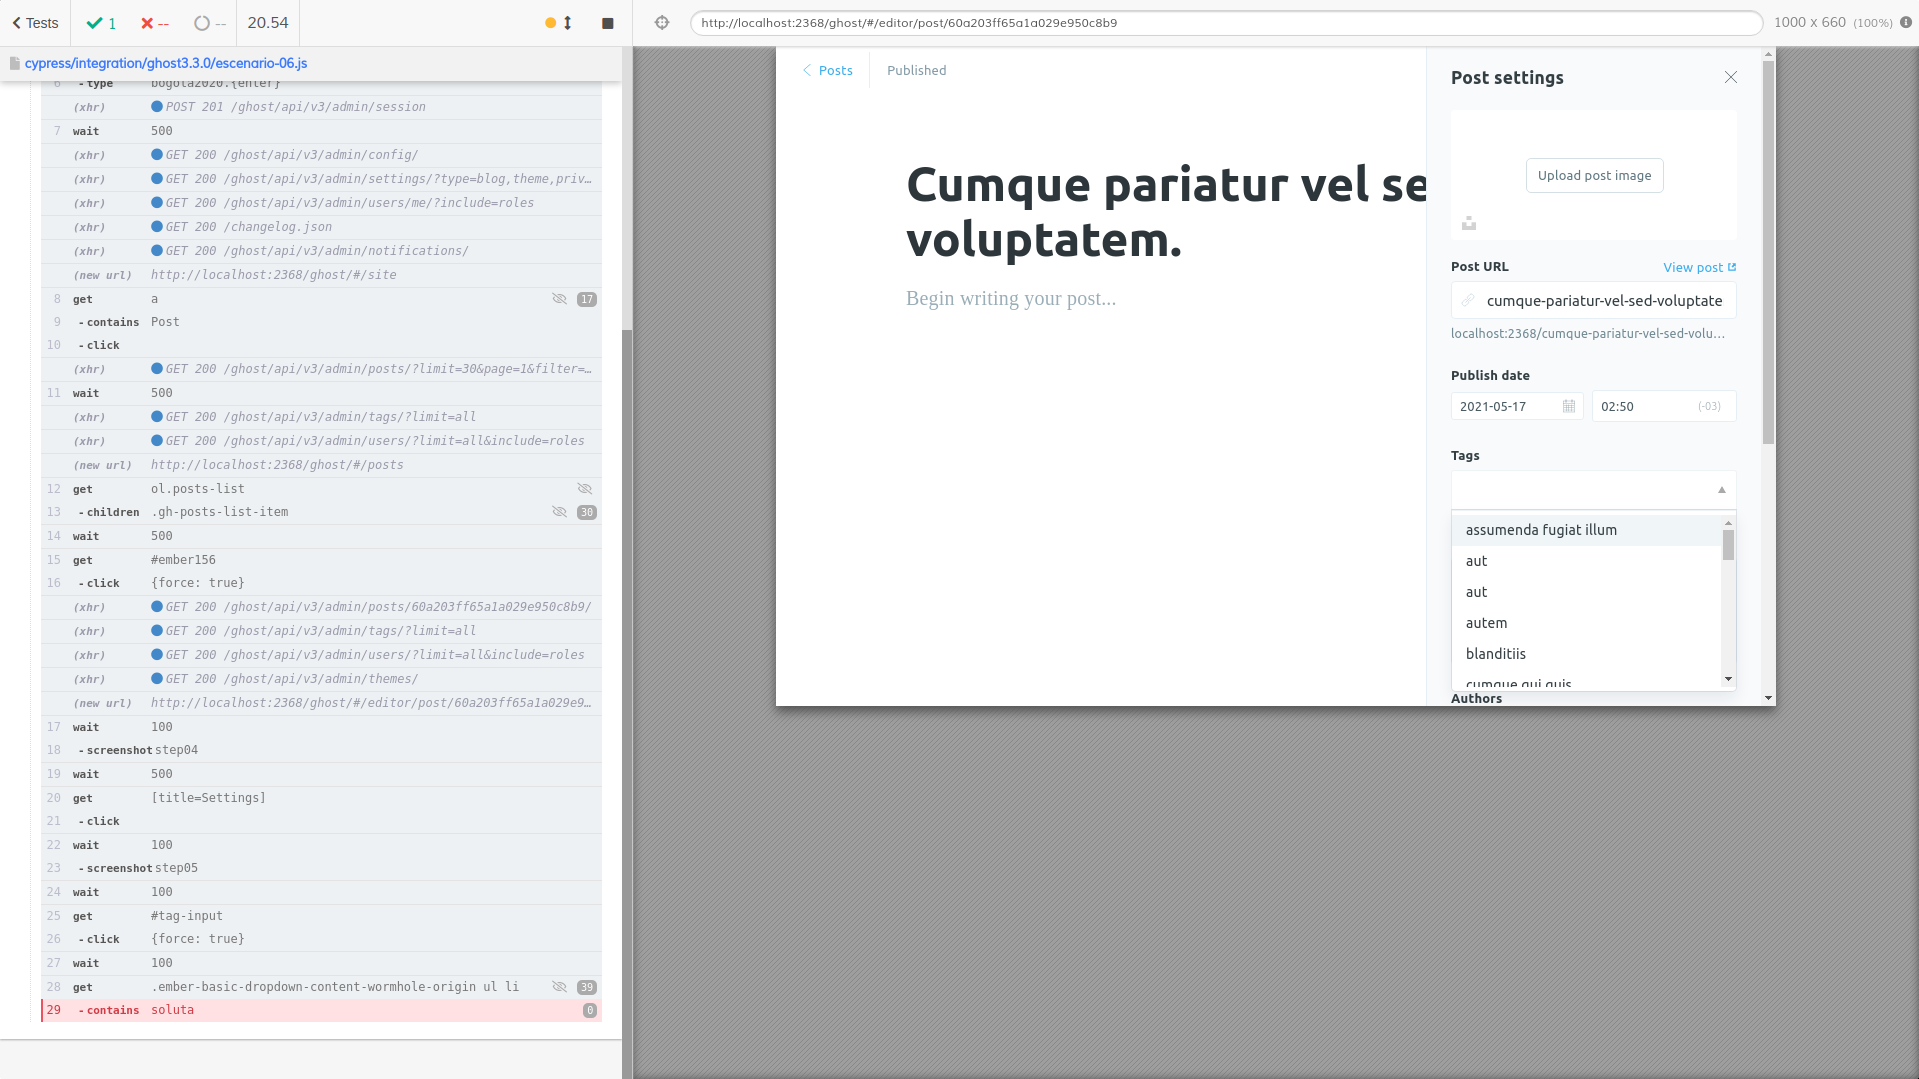 Tests
1
--
--
20.54
cypress/integration/ghost3.3.0/escenario-06.js
6 - type bogota2020.{enter}
(xhr) POST 201 /ghost/api/v3/admin/session
7 wait 500
(xhr) GET 200 /ghost/api/v3/admin/config/
(xhr) GET 200 /ghost/api/v3/admin/settings/?type=blog,theme,priv…
(xhr) GET 200 /ghost/api/v3/admin/users/me/?include=roles
(xhr) GET 200 /changelog.json
(xhr) GET 200 /ghost/api/v3/admin/notifications/
(new url) http://localhost:2368/ghost/#/site
8 get a 17
9 - contains Post
10 - click
(xhr) GET 200 /ghost/api/v3/admin/posts/?limit=30&page=1&filter=…
11 wait 500
(xhr) GET 200 /ghost/api/v3/admin/tags/?limit=all
(xhr) GET 200 /ghost/api/v3/admin/users/?limit=all&include=roles
(new url) http://localhost:2368/ghost/#/posts
12 get ol.posts-list
13 - children .gh-posts-list-item 30
14 wait 500
15 get #ember156
16 - click {force: true}
(xhr) GET 200 /ghost/api/v3/admin/posts/60a203ff65a1a029e950c8b9/
(xhr) GET 200 /ghost/api/v3/admin/tags/?limit=all
(xhr) GET 200 /ghost/api/v3/admin/users/?limit=all&include=roles
(xhr) GET 200 /ghost/api/v3/admin/themes/
(new url) http://localhost:2368/ghost/#/editor/post/60a203ff65a1a029e9…
17 wait 100
18 - screenshot step04
19 wait 500
20 get [title=Settings]
21 - click
22 wait 100
23 - screenshot step05
24 wait 100
25 get #tag-input
26 - click {force: true}
27 wait 100
28 get .ember-basic-dropdown-content-wormhole-origin ul li 39
29 - contains soluta 0
http://localhost:2368/ghost/#/editor/post/60a203ff65a1a029e950c8b9
1000 x 660 (100%)
Posts
Published
Cumque pariatur vel se
voluptatem.
Begin writing your post...
Post settings
Upload post image
Post URL
View post
cumque-pariatur-vel-sed-voluptate
localhost:2368/cumque-pariatur-vel-sed-volu…
Publish date
2021-05-17
02:50 (-03)
Tags
assumenda fugiat illum
aut
aut
autem
blanditiis
cumque qui quis
Authors